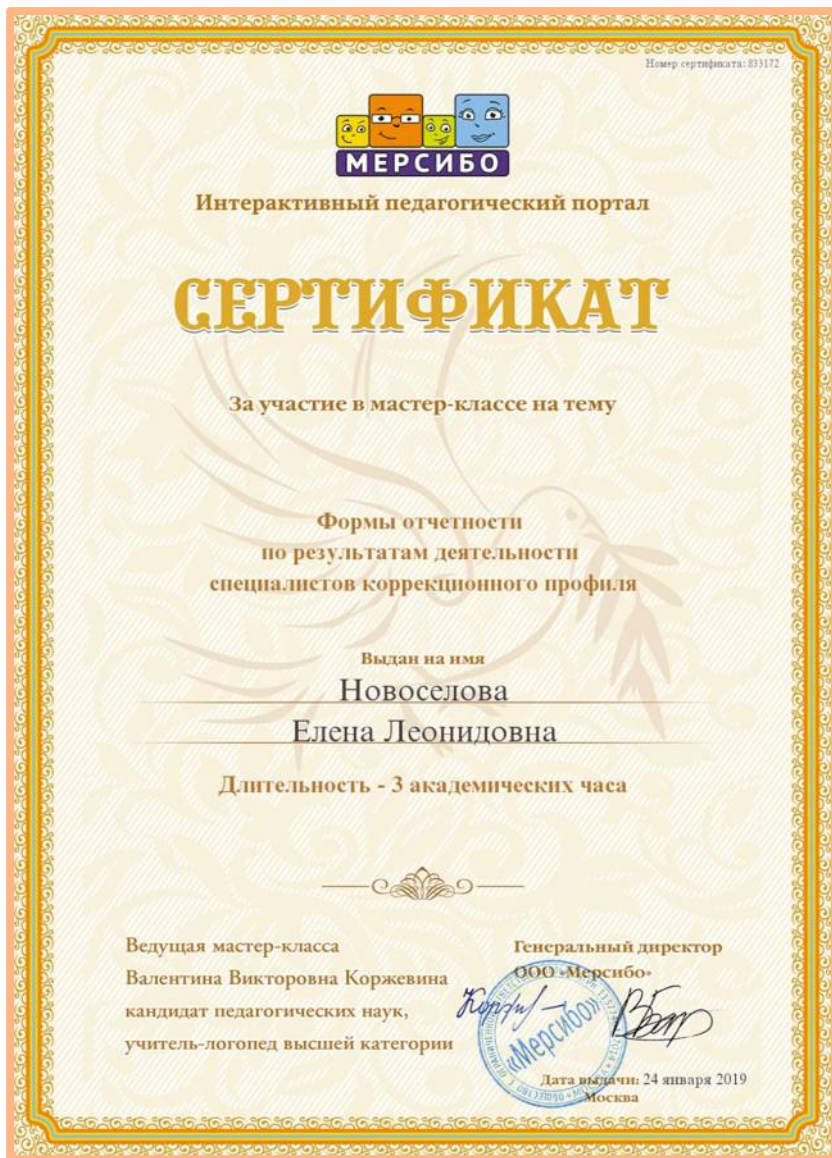 Номер сертификата: 833172
МЕРСИБО
Интерактивный педагогический портал
СЕРТИФИКАТ
За участие в мастер-классе на тему
Формы отчетности
по результатам деятельности
специалистов коррекционного профиля
Выдан на имя
Новоселова
Елена Леонидовна
Длительность - 3 академических часа
Ведущая мастер-класса
Валентина Викторовна Коржевина
кандидат педагогических наук,
учитель-логопед высшей категории
Генеральный директор
ООО «Мерсибо»
«Мерсибо»
Дата выдачи: 24 января 2019
Москва